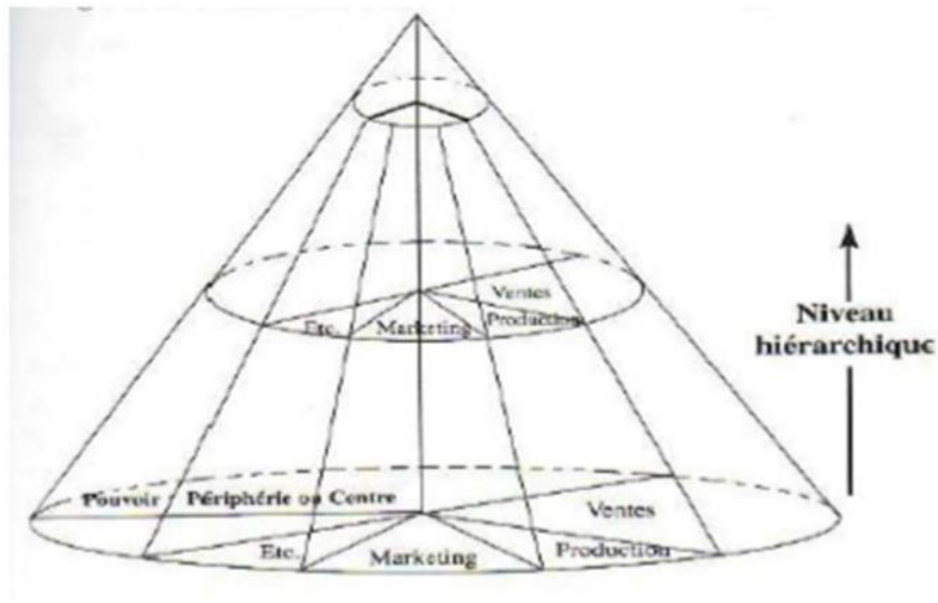 Ventes
Production
Etc.
Marketing
Niveau
hiérarchique
Pouvoir : Périphérie ou Centre
Ventes
Production
Etc.
Marketing